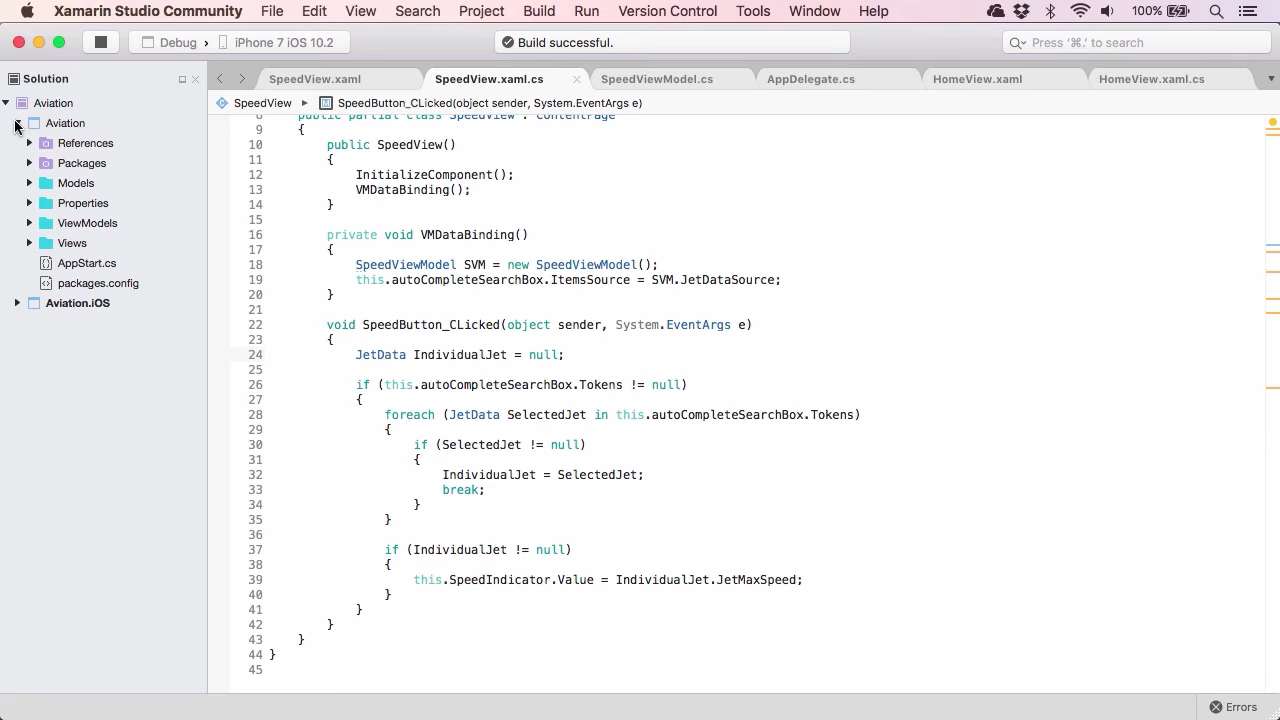 Xamarin Studio Community File Edit View Search Project Build Run Version Control Tools Window Help 100%
Debug iPhone 7 iOS 10.2 Build successful. Press '⌘.' to search
Solution
SpeedView.xaml SpeedView.xaml.cs SpeedViewModel.cs AppDelegate.cs HomeView.xaml HomeView.xaml.cs
Aviation
SpeedView SpeedButton_CLicked(object sender, System.EventArgs e)
Aviation
References
Packages
Models
Properties
ViewModels
Views
AppStart.cs
packages.config
Aviation.iOS
8 public partial class SpeedView : ContentPage
9 {
10 public SpeedView()
11 {
12 InitializeComponent();
13 VMDataBinding();
14 }
15
16 private void VMDataBinding()
17 {
18 SpeedViewModel SVM = new SpeedViewModel();
19 this.autoCompleteSearchBox.ItemsSource = SVM.JetDataSource;
20 }
21
22 void SpeedButton_CLicked(object sender, System.EventArgs e)
23 {
24 JetData IndividualJet = null;
25
26 if (this.autoCompleteSearchBox.Tokens != null)
27 {
28 foreach (JetData SelectedJet in this.autoCompleteSearchBox.Tokens)
29 {
30 if (SelectedJet != null)
31 {
32 IndividualJet = SelectedJet;
33 break;
34 }
35 }
36
37 if (IndividualJet != null)
38 {
39 this.SpeedIndicator.Value = IndividualJet.JetMaxSpeed;
40 }
41 }
42 }
43 }
44 }
45
Errors